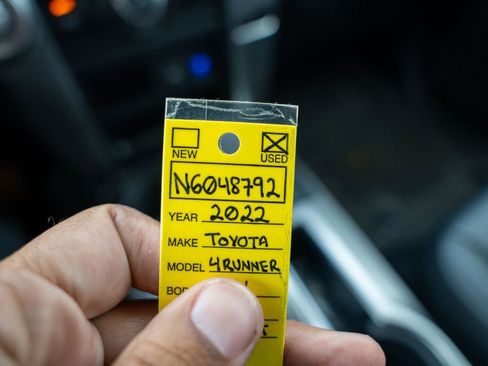 NEW USED
N6048792
YEAR 2022
MAKE TOYOTA
MODEL 4RUNNER